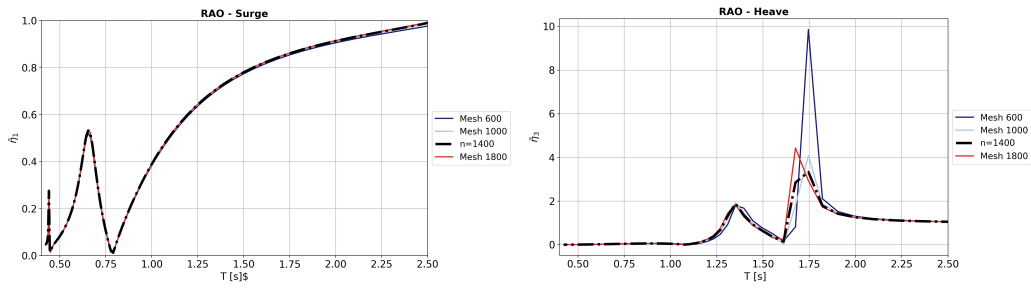 RAO - Surge
1.0
0.8
0.6
0.4
0.2
0.0
η̄₁
0.50 0.75 1.00 1.25 1.50 1.75 2.00 2.25 2.50
T [s]$
Mesh 600
Mesh 1000
n=1400
Mesh 1800
RAO - Heave
10
8
6
4
2
0
η̄₃
0.50 0.75 1.00 1.25 1.50 1.75 2.00 2.25 2.50
T [s]
Mesh 600
Mesh 1000
n=1400
Mesh 1800